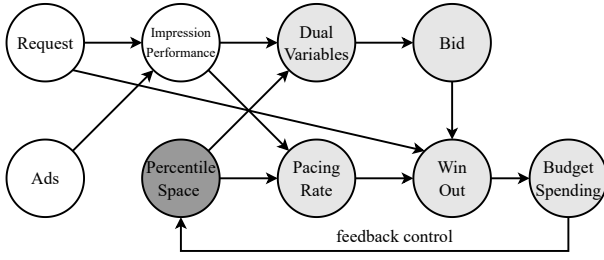 Request
Impression
Performance
Dual
Variables
Bid
Ads
Percentile
Space
Pacing
Rate
Win
Out
Budget
Spending
feedback control